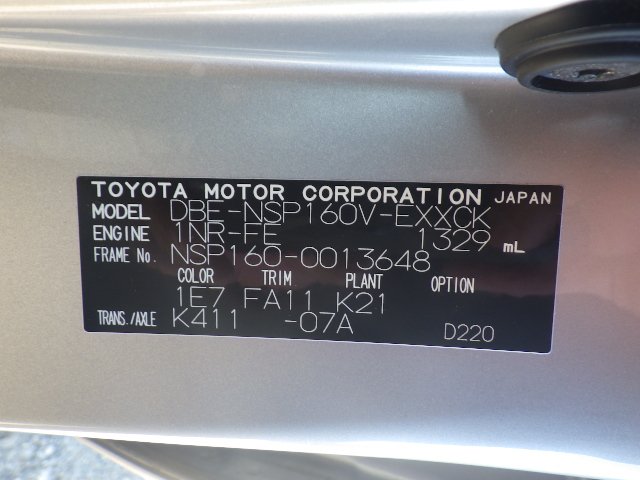 TOYOTA MOTOR CORPORATION JAPAN
MODEL DBE-NSP160V-EXXCK
ENGINE 1NR-FE 1329 mL
FRAME No. NSP160-0013648
COLOR TRIM PLANT OPTION
1E7 FA11 K21
TRANS./AXLE K411 -07A D220